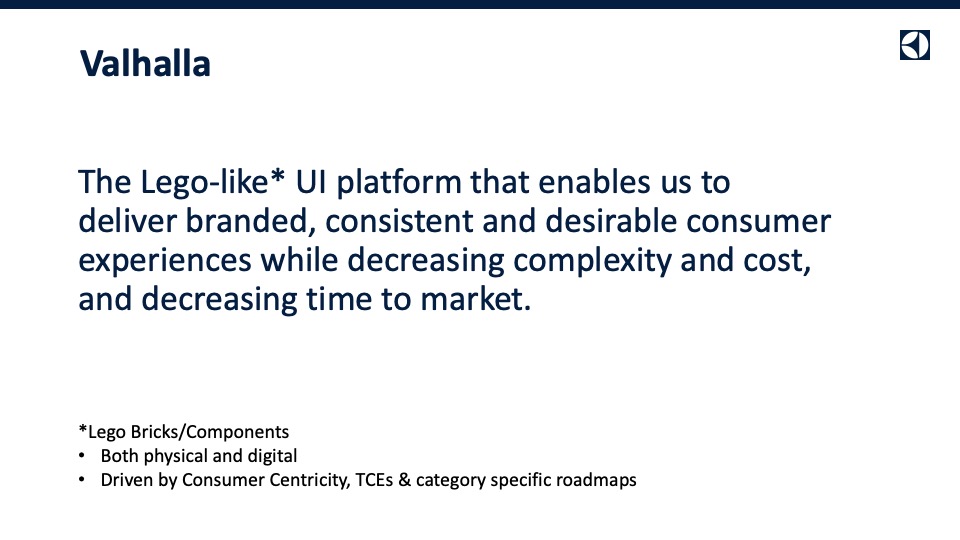 Valhalla
The Lego-like* UI platform that enables us to
deliver branded, consistent and desirable consumer
experiences while decreasing complexity and cost,
and decreasing time to market.
*Lego Bricks/Components
• Both physical and digital
• Driven by Consumer Centricity, TCEs & category specific roadmaps